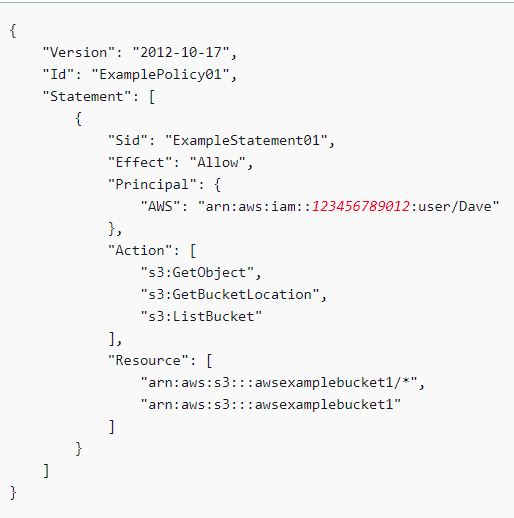 {
    "Version": "2012-10-17",
    "Id": "ExamplePolicy01",
    "Statement": [
        {
            "Sid": "ExampleStatement01",
            "Effect": "Allow",
            "Principal": {
                "AWS": "arn:aws:iam::123456789012:user/Dave"
            },
            "Action": [
                "s3:GetObject",
                "s3:GetBucketLocation",
                "s3:ListBucket"
            ],
            "Resource": [
                "arn:aws:s3:::awsexamplebucket1/*",
                "arn:aws:s3:::awsexamplebucket1"
            ]
        }
    ]
}